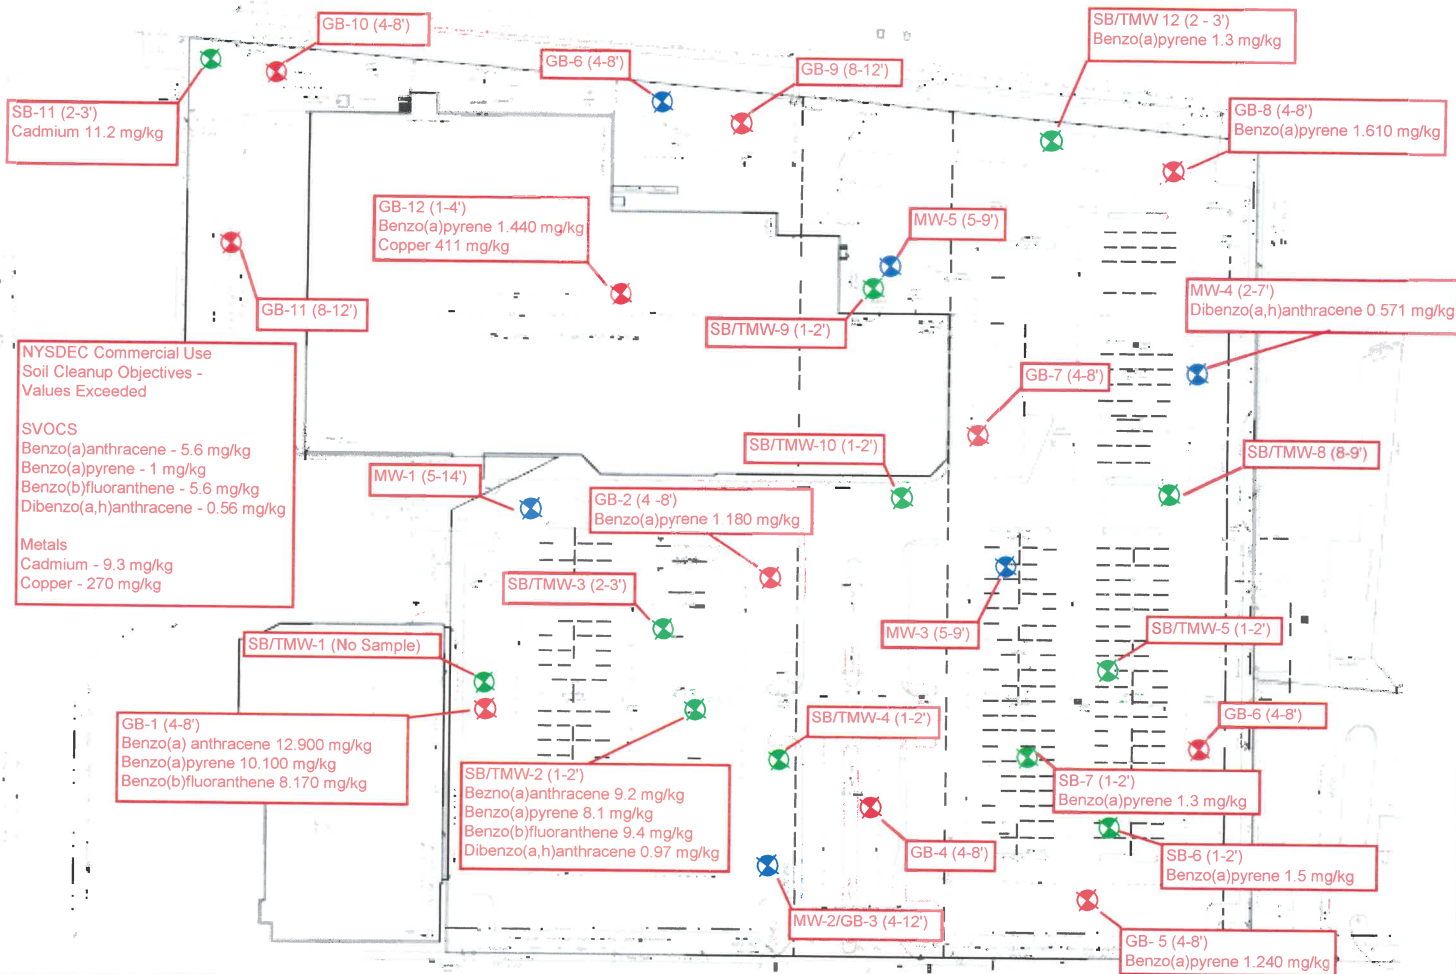 GB-10 (4-8')
SB/TMW 12 (2 - 3')
Benzo(a)pyrene 1.3 mg/kg
GB-6 (4-8')
GB-9 (8-12')
SB-11 (2-3')
Cadmium 11.2 mg/kg
GB-8 (4-8')
Benzo(a)pyrene 1.610 mg/kg
GB-12 (1-4')
Benzo(a)pyrene 1.440 mg/kg
Copper 411 mg/kg
MW-5 (5-9')
MW-4 (2-7')
Dibenzo(a,h)anthracene 0.571 mg/kg
GB-11 (8-12')
SB/TMW-9 (1-2')
NYSDEC Commercial Use
Soil Cleanup Objectives -
Values Exceeded
SVOCS
Benzo(a)anthracene - 5.6 mg/kg
Benzo(a)pyrene - 1 mg/kg
Benzo(b)fluoranthene - 5.6 mg/kg
Dibenzo(a,h)anthracene - 0.56 mg/kg
Metals
Cadmium - 9.3 mg/kg
Copper - 270 mg/kg
GB-7 (4-8')
SB/TMW-10 (1-2')
SB/TMW-8 (8-9')
MW-1 (5-14')
GB-2 (4 -8')
Benzo(a)pyrene 1.180 mg/kg
SB/TMW-3 (2-3')
MW-3 (5-9')
SB/TMW-5 (1-2')
SB/TMW-1 (No Sample)
GB-1 (4-8')
Benzo(a) anthracene 12.900 mg/kg
Benzo(a)pyrene 10.100 mg/kg
Benzo(b)fluoranthene 8.170 mg/kg
SB/TMW-4 (1-2')
GB-6 (4-8')
SB/TMW-2 (1-2')
Bezno(a)anthracene 9.2 mg/kg
Benzo(a)pyrene 8.1 mg/kg
Benzo(b)fluoranthene 9.4 mg/kg
Dibenzo(a,h)anthracene 0.97 mg/kg
SB-7 (1-2')
Benzo(a)pyrene 1.3 mg/kg
GB-4 (4-8')
SB-6 (1-2')
Benzo(a)pyrene 1.5 mg/kg
MW-2/GB-3 (4-12')
GB- 5 (4-8')
Benzo(a)pyrene 1.240 mg/kg